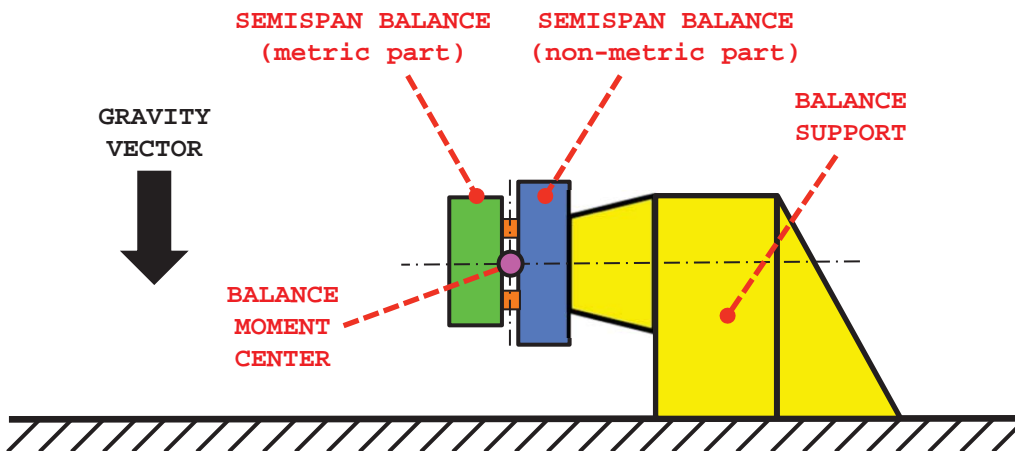 SEMISPAN BALANCE
(metric part)
SEMISPAN BALANCE
(non-metric part)
BALANCE
SUPPORT
GRAVITY
VECTOR
BALANCE
MOMENT
CENTER